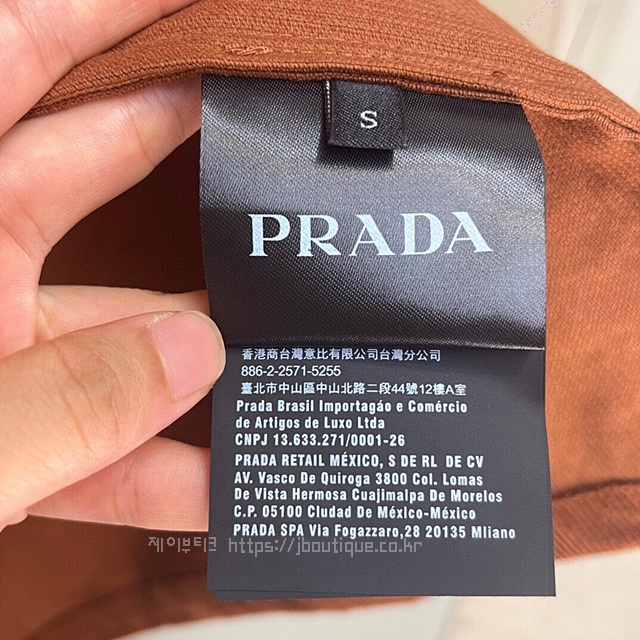 S
PRADA
香港商台灣意比有限公司台灣分公司
886-2-2571-5255
臺北市中山區中山北路二段44號12樓A室
Prada Brasil Importagáo e Comércio
de Artigos de Luxo Ltda
CNPJ 13.633.271/0001-26
PRADA RETAIL MÉXICO, S DE RL DE CV
AV. Vasco De Quiroga 3800 Col. Lomas
De Vista Hermosa Cuajimalpa De Morelos
C.P. 05100 Ciudad De México-México
PRADA SPA Via Fogazzaro,28 20135 Mliano
제이부티크 https://jboutique.co.kr